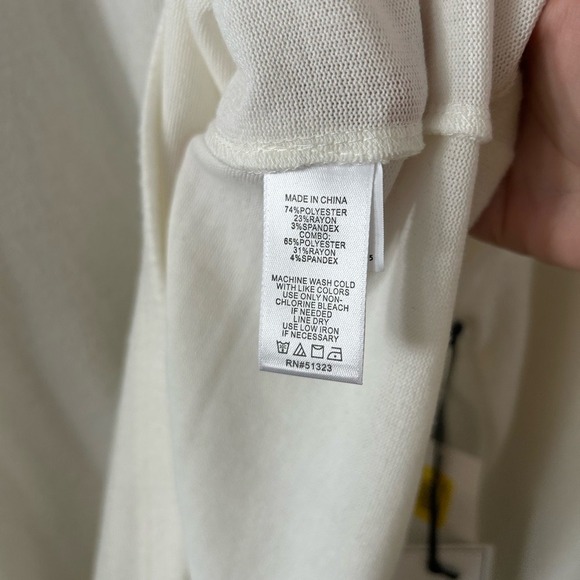 MADE IN CHINA
74%POLYESTER
23%RAYON
3%SPANDEX
COMBO:
65%POLYESTER
31%RAYON
4%SPANDEX
MACHINE WASH COLD
WITH LIKE COLORS
USE ONLY NON-
CHLORINE BLEACH
IF NEEDED
LINE DRY
USE LOW IRON
IF NECESSARY
RN#51323
S